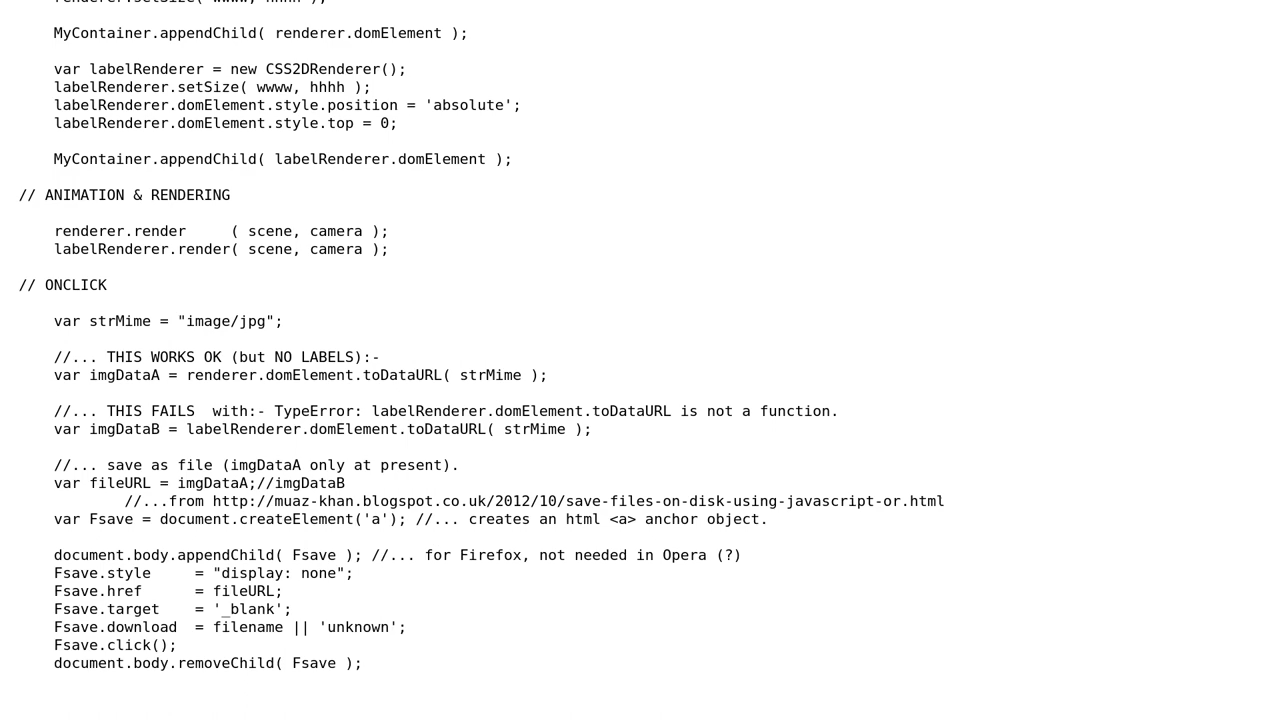 renderer.setSize( wwww, hhhh );
MyContainer.appendChild( renderer.domElement );
var labelRenderer = new CSS2DRenderer();
labelRenderer.setSize( wwww, hhhh );
labelRenderer.domElement.style.position = 'absolute';
labelRenderer.domElement.style.top = 0;
MyContainer.appendChild( labelRenderer.domElement );
// ANIMATION & RENDERING
renderer.render     ( scene, camera );
labelRenderer.render( scene, camera );
// ONCLICK
var strMime = "image/jpg";
//... THIS WORKS OK (but NO LABELS):-
var imgDataA = renderer.domElement.toDataURL( strMime );
//... THIS FAILS  with:- TypeError: labelRenderer.domElement.toDataURL is not a function.
var imgDataB = labelRenderer.domElement.toDataURL( strMime );
//... save as file (imgDataA only at present).
var fileURL = imgDataA;//imgDataB
//...from http://muaz-khan.blogspot.co.uk/2012/10/save-files-on-disk-using-javascript-or.html
var Fsave = document.createElement('a'); //... creates an html <a> anchor object.
document.body.appendChild( Fsave ); //... for Firefox, not needed in Opera (?)
Fsave.style     = "display: none";
Fsave.href      = fileURL;
Fsave.target    = '_blank';
Fsave.download  = filename || 'unknown';
Fsave.click();
document.body.removeChild( Fsave );